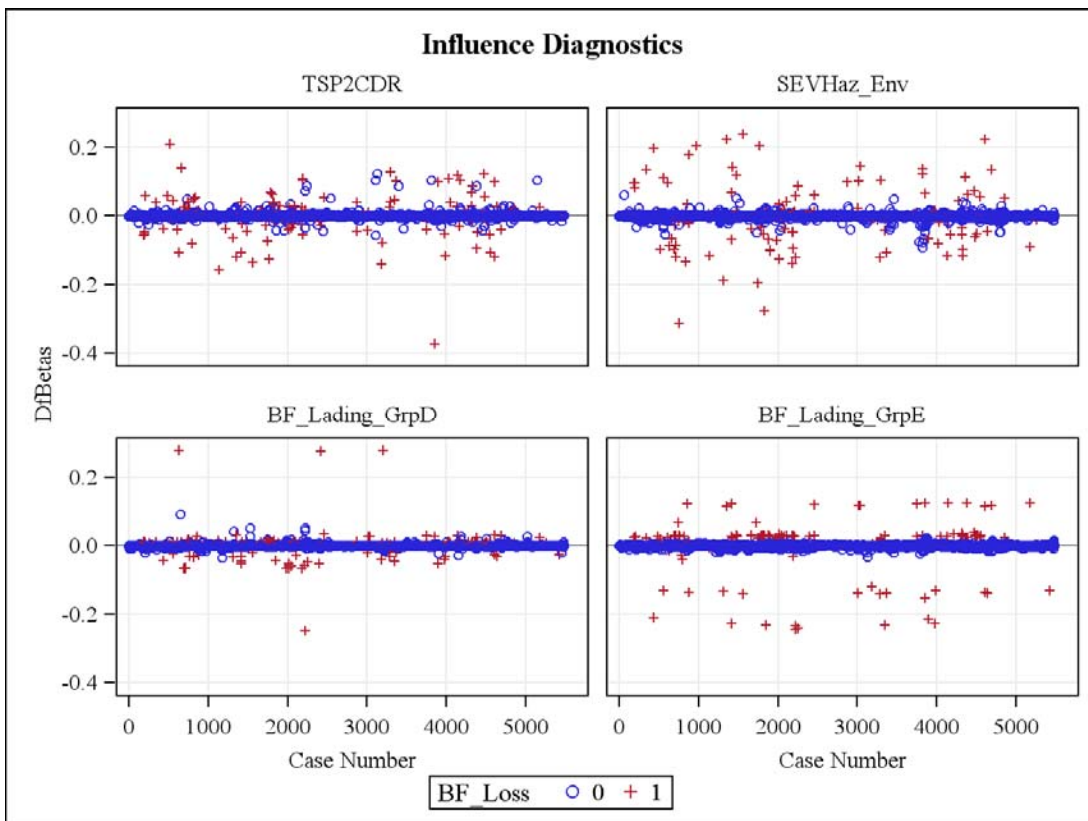 Influence Diagnostics
TSP2CDR
SEVHaz_Env
0.2
0.0
-0.2
-0.4
DfBetas
BF_Lading_GrpD
BF_Lading_GrpE
0.2
0.0
-0.2
-0.4
0 1000 2000 3000 4000 5000
0 1000 2000 3000 4000 5000
Case Number
Case Number
BF_Loss 0 1